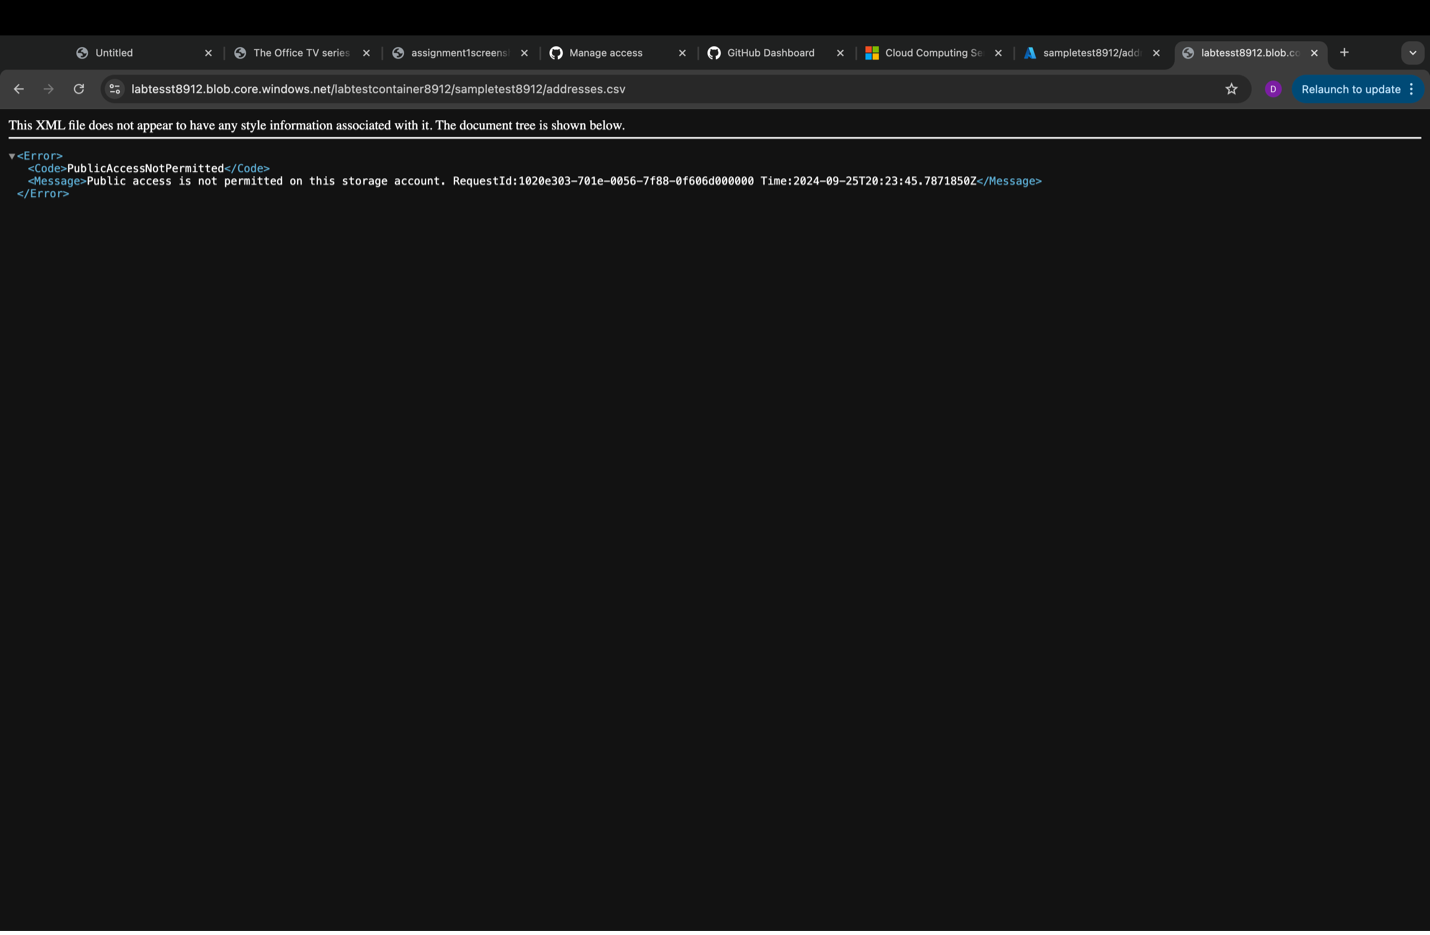 Untitled
The Office TV series
assignment1screens
Manage access
GitHub Dashboard
Cloud Computing Se
sampletest8912/add
labtesst8912.blob.co
labtesst8912.blob.core.windows.net/labtestcontainer8912/sampletest8912/addresses.csv
D
Relaunch to update
This XML file does not appear to have any style information associated with it. The document tree is shown below.
<Error>
<Code>PublicAccessNotPermitted</Code>
<Message>Public access is not permitted on this storage account. RequestId:1020e303-701e-0056-7f88-0f606d000000 Time:2024-09-25T20:23:45.7871850Z</Message>
</Error>